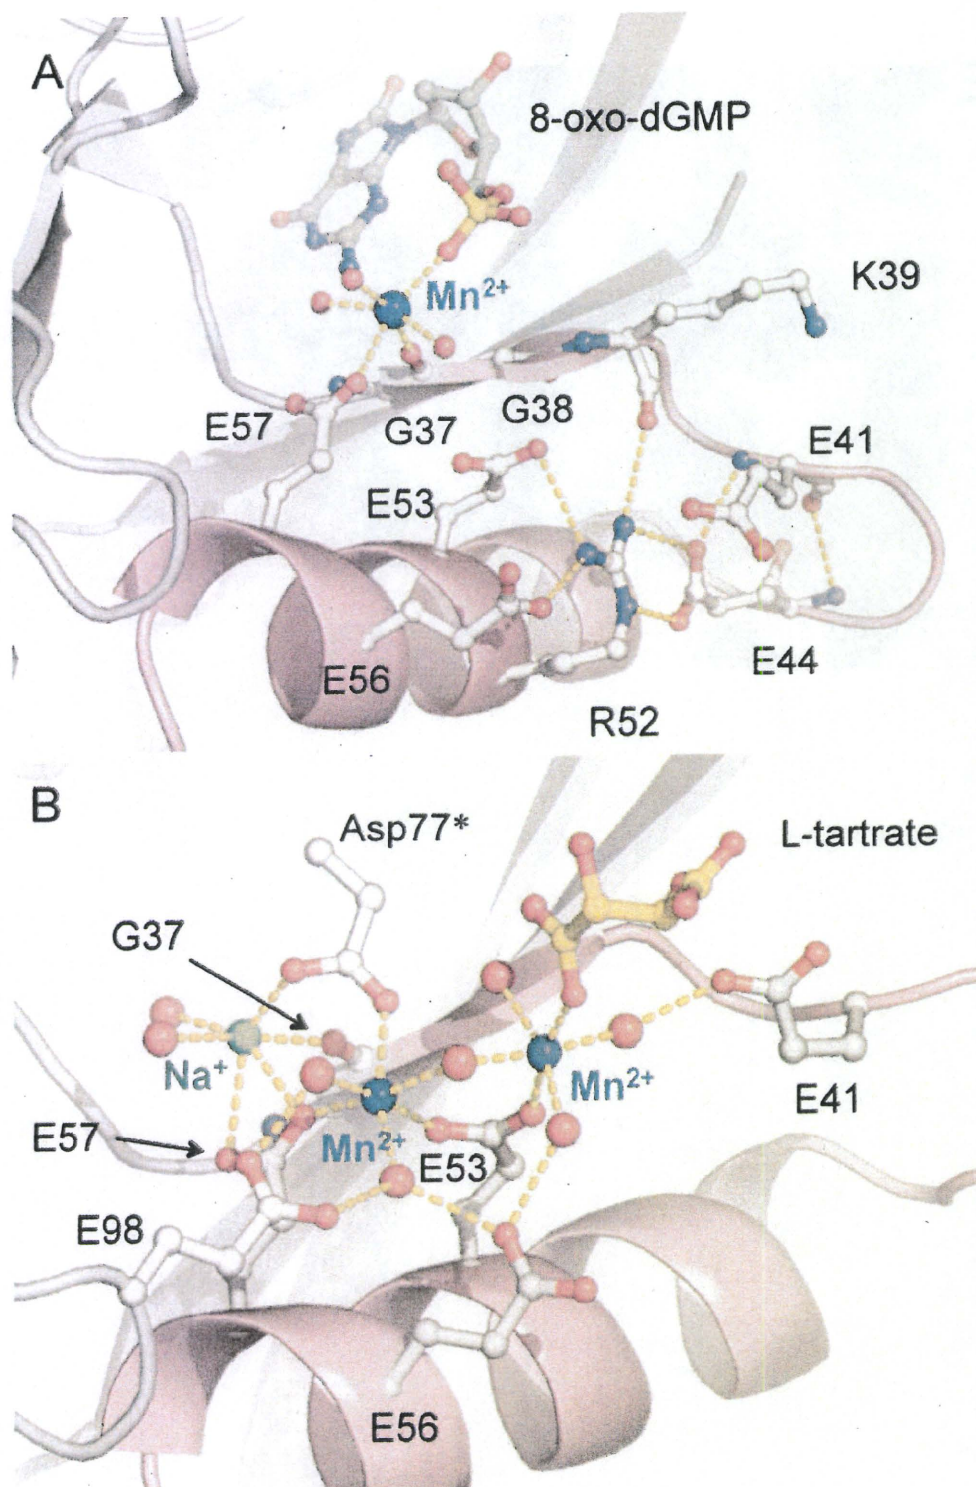 A
8-oxo-dGMP
Mn²⁺
K39
E57
G37
G38
E41
E53
E56
E44
R52
B
Asp77*
L-tartrate
G37
Na⁺
Mn²⁺
E57
Mn²⁺
E53
E41
E98
E56